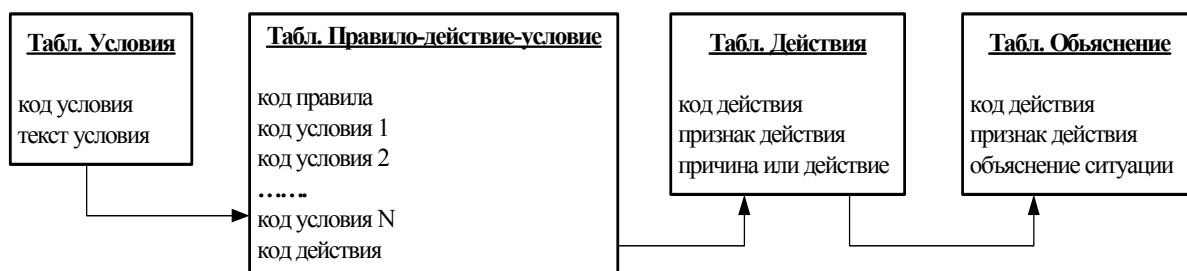 Табл. Условия
код условия
текст условия
Табл. Правило-действие-условие
код правила
код условия 1
код условия 2
…….
код условия N
код действия
Табл. Действия
код действия
признак действия
причина или действие
Табл. Обьяснение
код действия
признак действия
объяснение ситуации